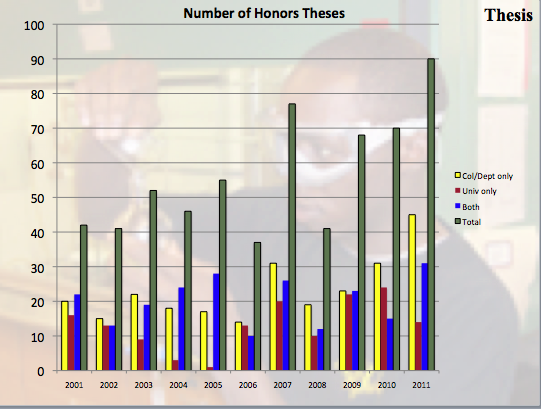 Number of Honors Theses
Thesis
100
90
80
70
60
50
40
30
20
10
0
2001 2002 2003 2004 2005 2006 2007 2008 2009 2010 2011
Col/Dept only
Univ only
Both
Total